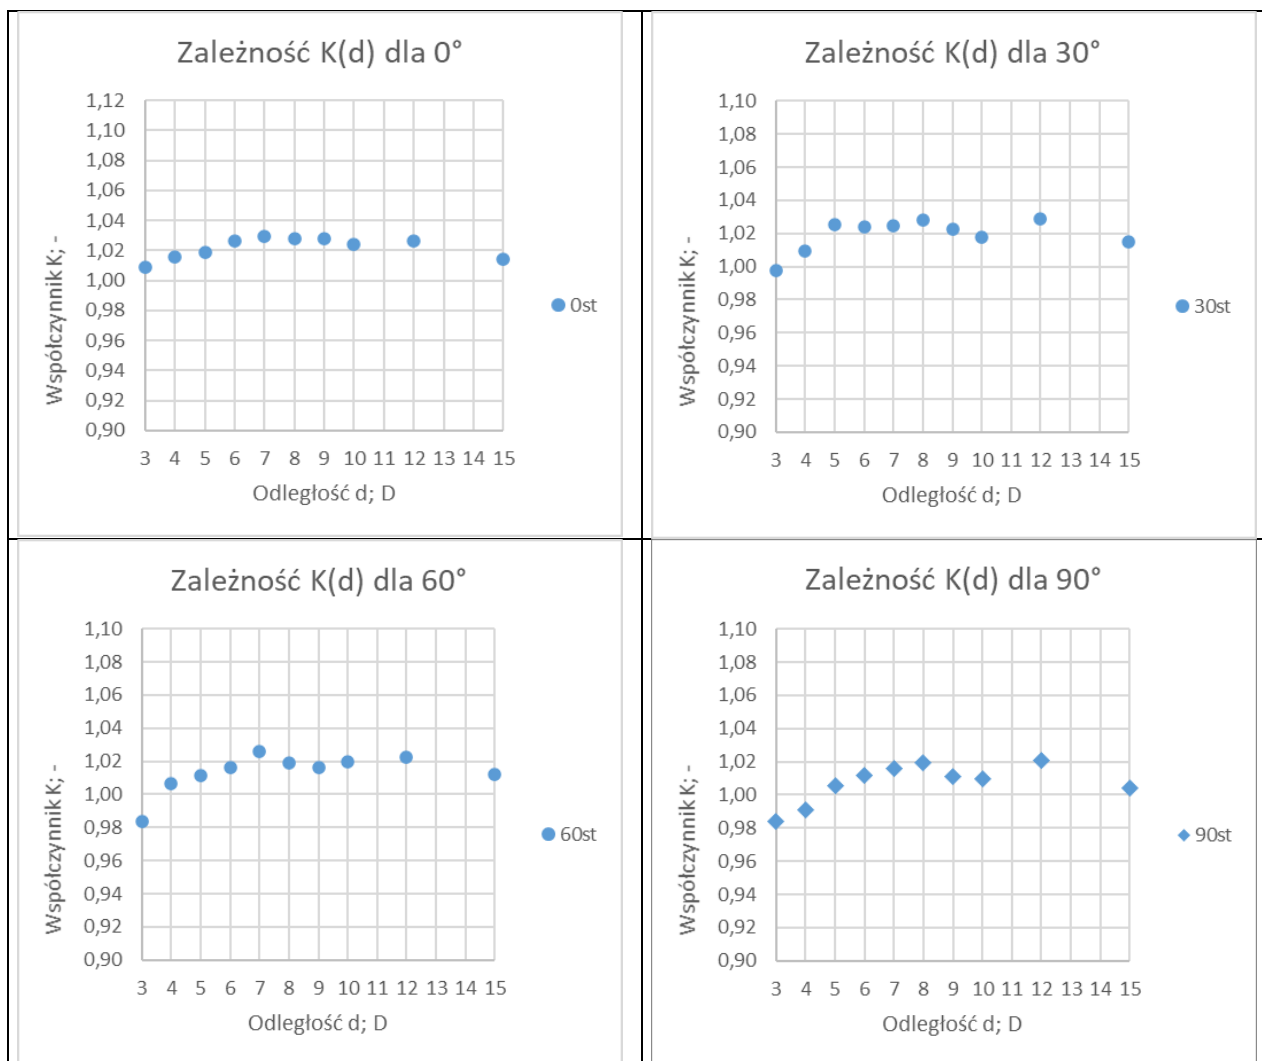 Zależność K(d) dla 0°
1,12
1,10
1,08
1,06
1,04
1,02
1,00
0,98
0,96
0,94
0,92
0,90
3 4 5 6 7 8 9 10 11 12 13 14 15
Współczynnik K; -
Odległość d; D
0st
Zależność K(d) dla 30°
1,10
1,08
1,06
1,04
1,02
1,00
0,98
0,96
0,94
0,92
0,90
3 4 5 6 7 8 9 10 11 12 13 14 15
Współczynnik K; -
Odległość d; D
30st
Zależność K(d) dla 60°
1,10
1,08
1,06
1,04
1,02
1,00
0,98
0,96
0,94
0,92
0,90
3 4 5 6 7 8 9 10 11 12 13 14 15
Współczynnik K; -
Odległość d; D
60st
Zależność K(d) dla 90°
1,10
1,08
1,06
1,04
1,02
1,00
0,98
0,96
0,94
0,92
0,90
3 4 5 6 7 8 9 10 11 12 13 14 15
Współczynnik K; -
Odległość d; D
90st